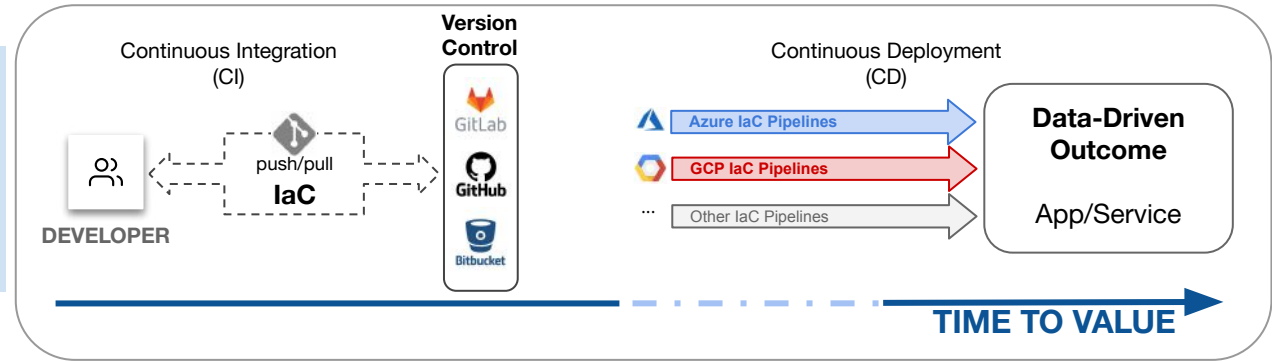 Continuous Integration
(CI)
push/pull
IaC
DEVELOPER
Version
Control
GitLab
GitHub
Bitbucket
Continuous Deployment
(CD)
Azure IaC Pipelines
GCP IaC Pipelines
...
Other IaC Pipelines
Data-Driven
Outcome
App/Service
TIME TO VALUE